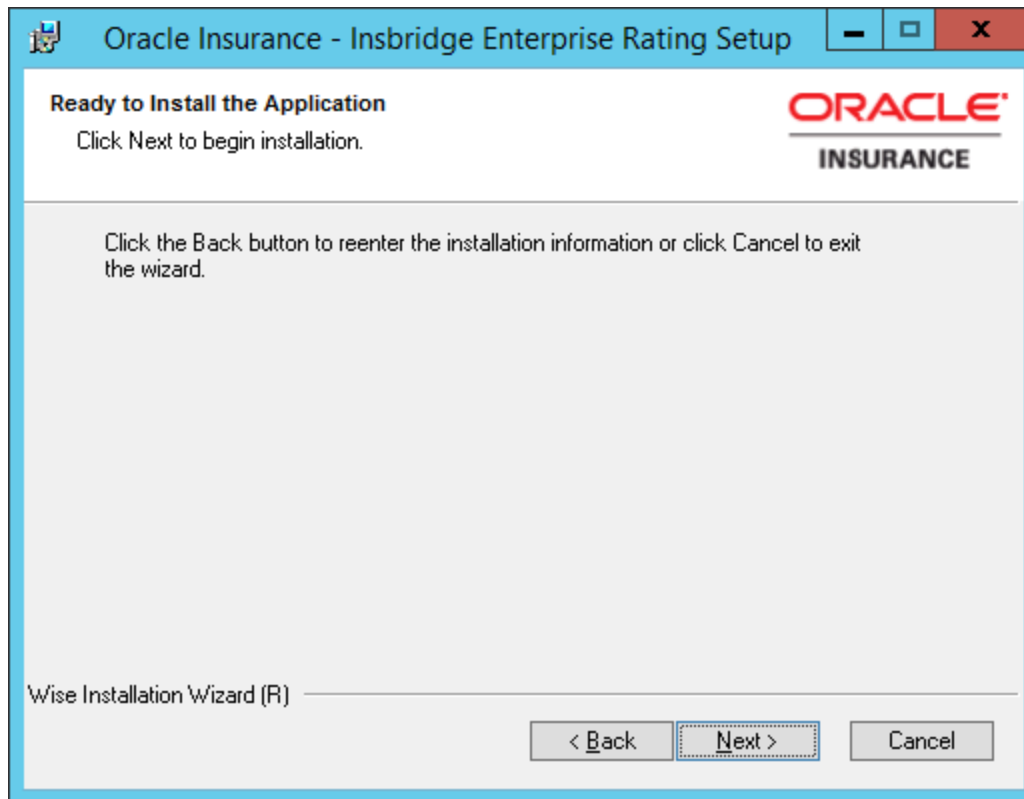 Oracle Insurance - Insbridge Enterprise Rating Setup
Ready to Install the Application
Click Next to begin installation.
ORACLE
INSURANCE
Click the Back button to reenter the installation information or click Cancel to exit
the wizard.
Wise Installation Wizard (R)
< Back
Next >
Cancel